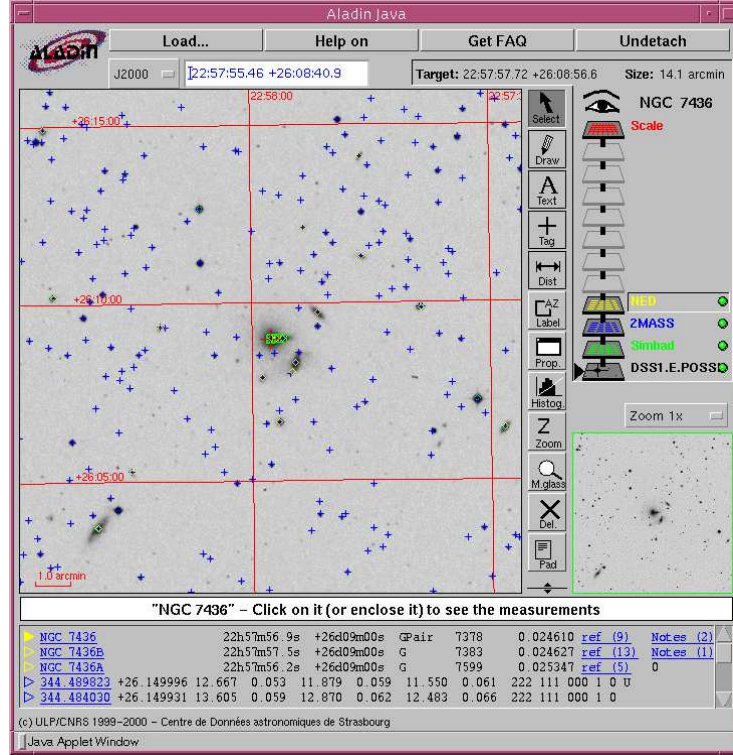 Aladin Java
ALADIN
Load...
Help on
Get FAQ
Undetach
J2000
22:57:55.46 +26:08:40.9
Target: 22:57:57.72 +26:08:56.6
Size: 14.1 arcmin
22:58:00
22:57:3
+26:15:00
+26:10:00
+26:05:00
1.0 arcmin
Select
Draw
Text
Tag
Dist
Label
Prop.
Histog.
Zoom
M.glass
Del.
Pad
NGC 7436
Scale
NED
2MASS
Simbad
DSS1.E.POSS
Zoom 1x
"NGC 7436" – Click on it (or enclose it) to see the measurements
NGC 7436 22h57m56.9s +26d09m00s GPair 7378 0.024610 ref (9) Notes (2)
NGC 7436B 22h57m56.5s +26d09m00s G 7383 0.024627 ref (13) Notes (1)
NGC 7436A 22h57m56.2s +26d09m00s G 7599 0.025347 ref (5) 0
344.489823 +26.149996 12.667 0.053 11.879 0.059 11.550 0.061 222 111 000 1 0 U
344.484030 +26.149931 13.605 0.059 12.870 0.062 12.483 0.066 222 111 000 1 0
(c) ULP/CNRS 1999–2000 – Centre de Données astronomiques de Strasbourg
Java Applet Window